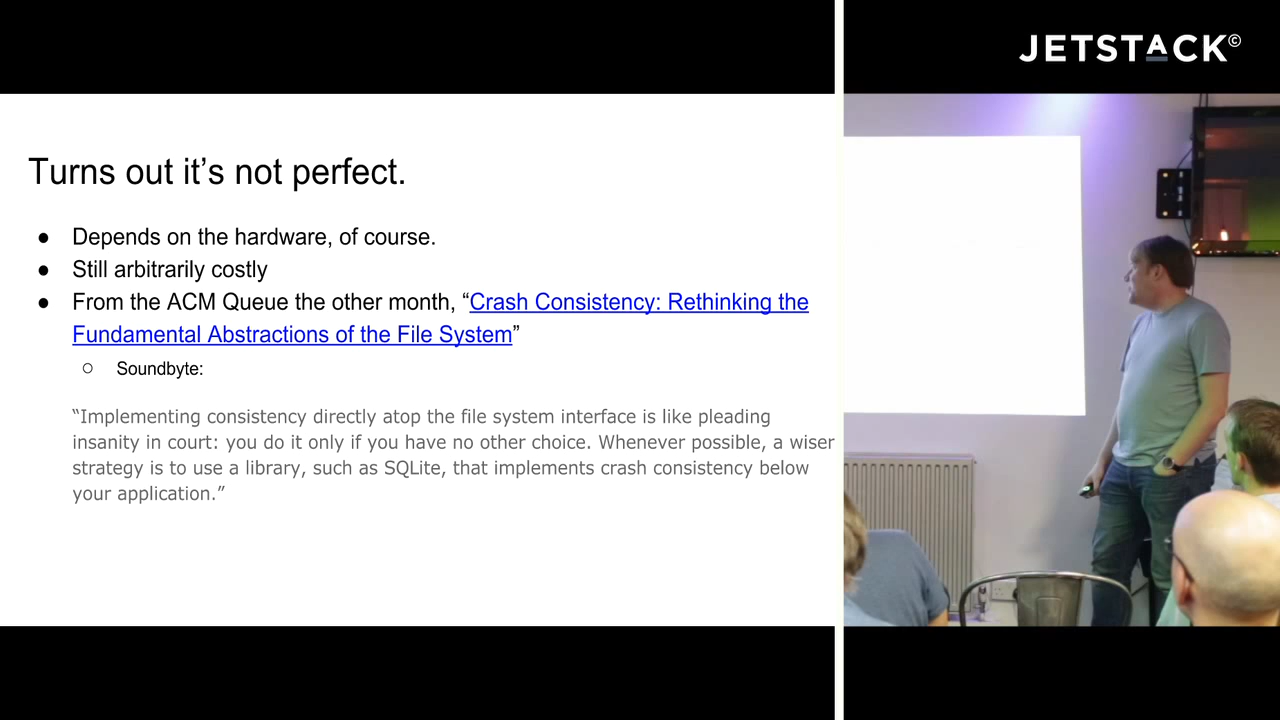 JETSTACK©
Turns out it’s not perfect.
● Depends on the hardware, of course.
● Still arbitrarily costly
● From the ACM Queue the other month, “Crash Consistency: Rethinking the
Fundamental Abstractions of the File System”
○ Soundbyte:
“Implementing consistency directly atop the file system interface is like pleading
insanity in court: you do it only if you have no other choice. Whenever possible, a wiser
strategy is to use a library, such as SQLite, that implements crash consistency below
your application.”